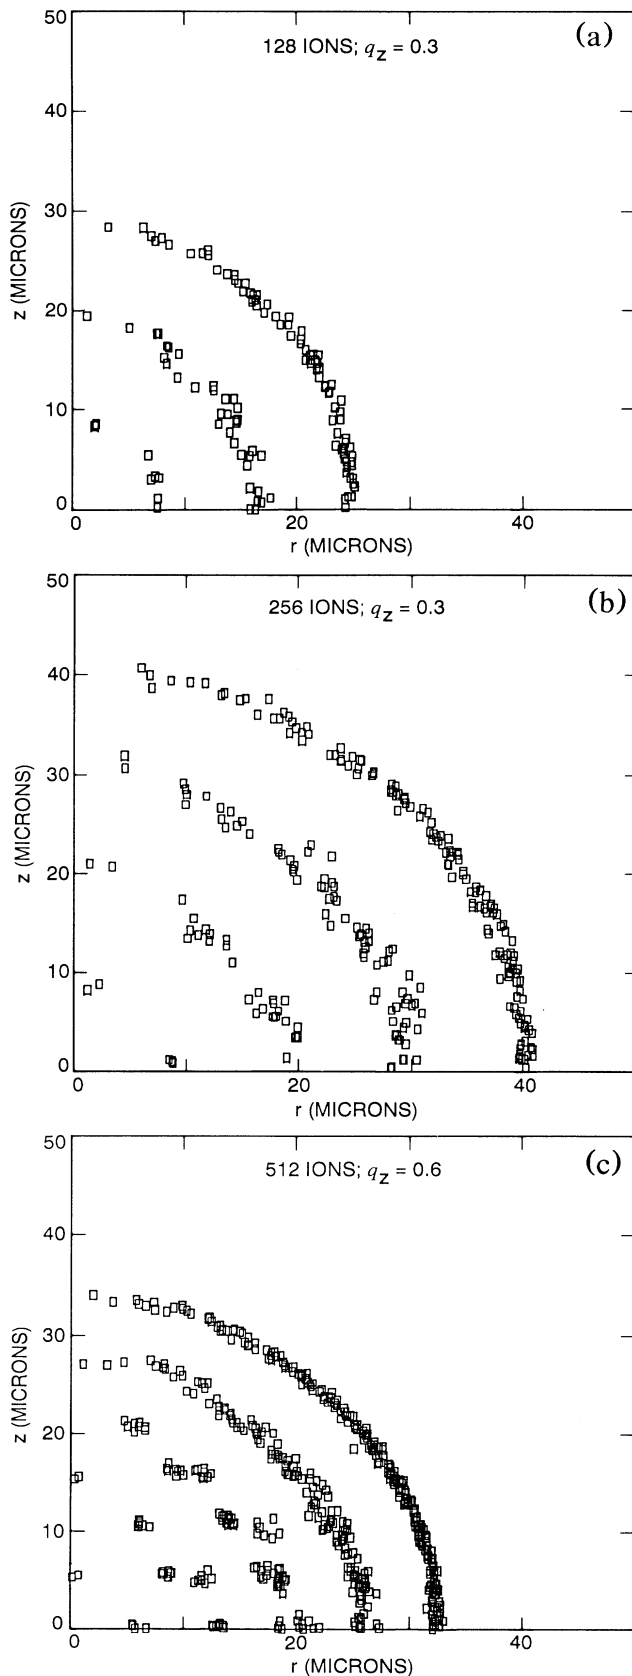 50
(a)
128 IONS; qz = 0.3
40
30
z (MICRONS)
20
10
0
0
20
40
r (MICRONS)
50
(b)
256 IONS; qz = 0.3
40
30
z (MICRONS)
20
10
0
0
20
40
r (MICRONS)
50
(c)
512 IONS; qz = 0.6
40
30
z (MICRONS)
20
10
0
0
20
40
r (MICRONS)